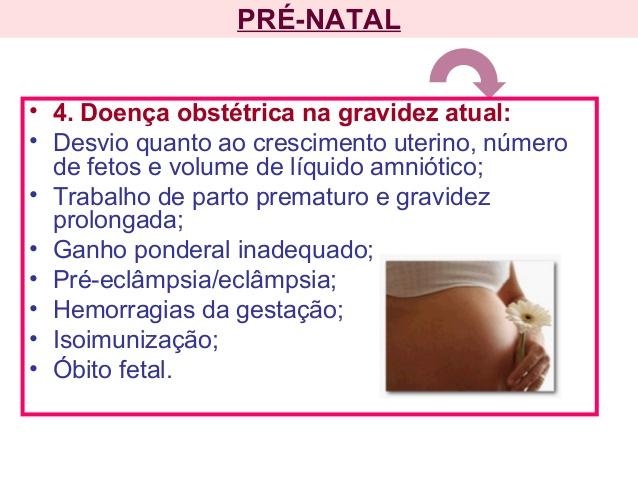 PRÉ-NATAL
• 4. Doença obstétrica na gravidez atual:
• Desvio quanto ao crescimento uterino, número
de fetos e volume de líquido amniótico;
• Trabalho de parto prematuro e gravidez
prolongada;
• Ganho ponderal inadequado;
• Pré-eclâmpsia/eclâmpsia;
• Hemorragias da gestação;
• Isoimunização;
• Óbito fetal.